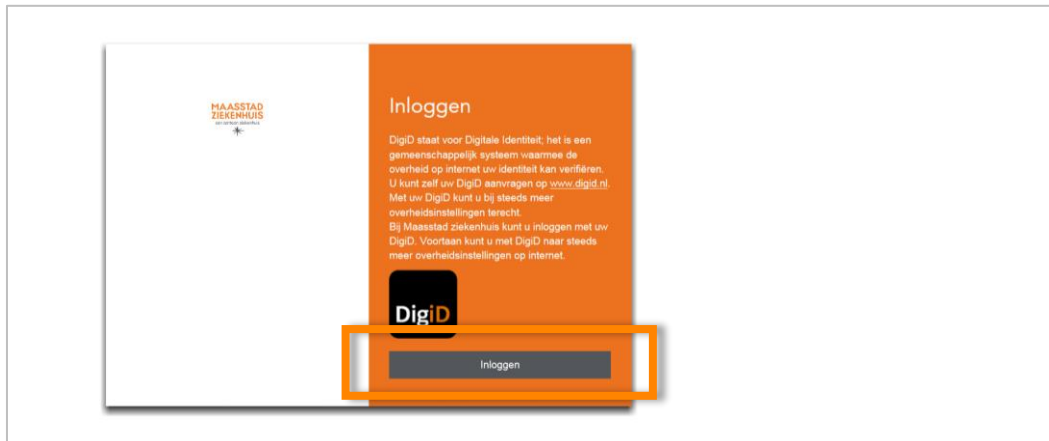 MAASSTAD
ZIEKENHUIS
Inloggen
DigiD staat voor Digitale Identiteit; het is een
gemeenschappelijk systeem waarmee de
overheid op internet uw identiteit kan verifiëren.
U kunt zelf uw DigiD aanvragen op www.digid.nl.
Met uw DigiD kunt u bij steeds meer
overheidsinstellingen terecht.
Bij Maasstad ziekenhuis kunt u inloggen met uw
DigiD. Voortaan kunt u met DigiD naar steeds
meer overheidsinstellingen op internet.
DigiD
Inloggen